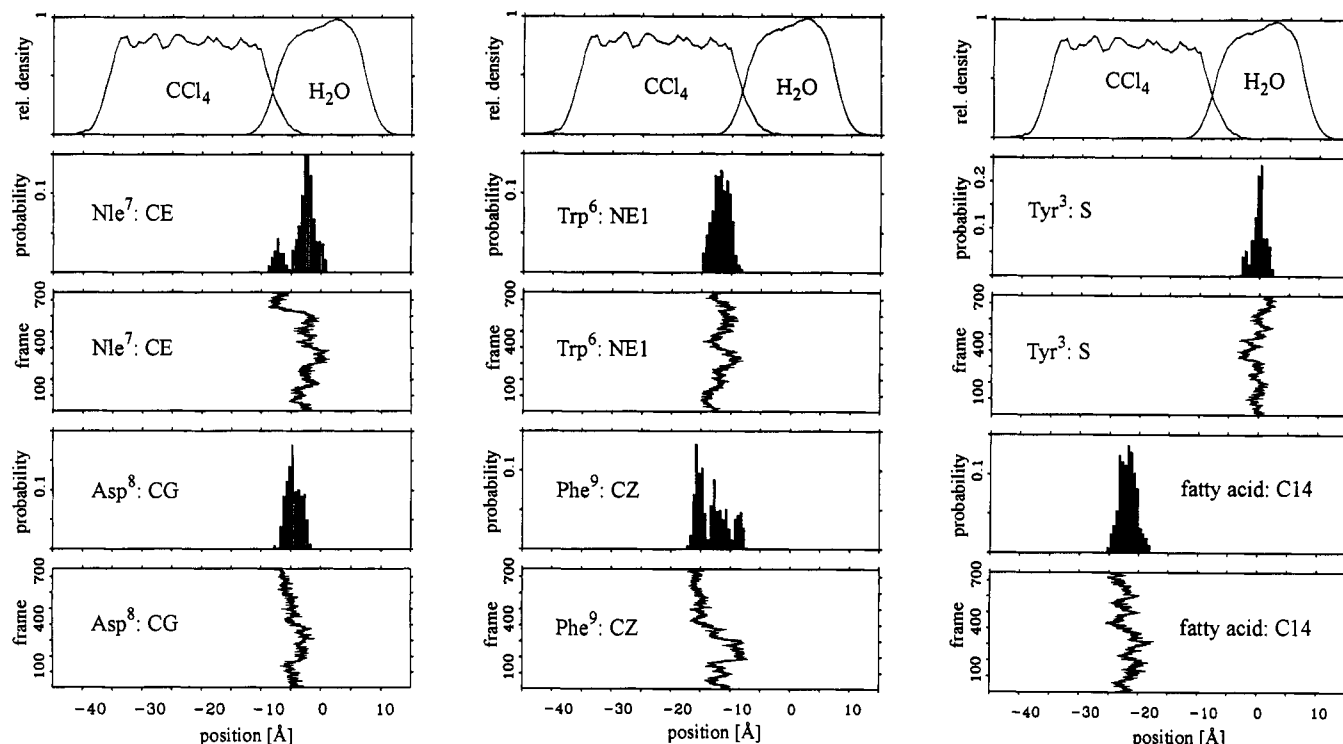 1
rel. density
CCl4
H2O
0.1
probability
Nle7: CE
700
400
100
frame
Nle7: CE
0.1
probability
Asp8: CG
700
400
100
frame
Asp8: CG
-40 -30 -20 -10 0 10
position [Å]
1
rel. density
CCl4
H2O
0.1
probability
Trp6: NE1
700
400
100
frame
Trp6: NE1
0.1
probability
Phe9: CZ
700
400
100
frame
Phe9: CZ
-40 -30 -20 -10 0 10
position [Å]
1
rel. density
CCl4
H2O
0.2
0.1
0
probability
Tyr3: S
700
400
100
frame
Tyr3: S
0.1
probability
fatty acid: C14
700
400
100
frame
fatty acid: C14
-40 -30 -20 -10 0 10
position [Å]